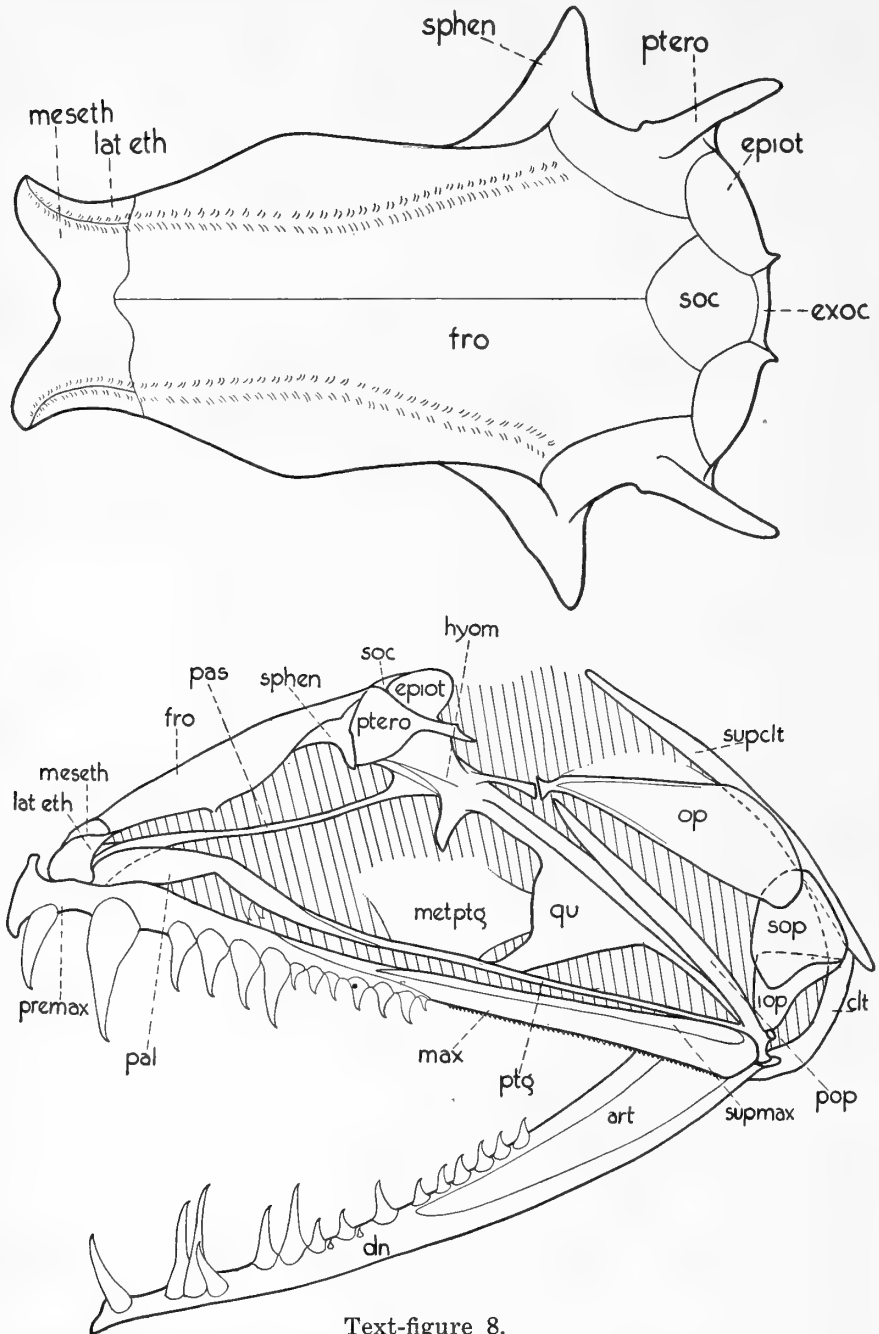 sphen
ptero
meseth
lat eth
epiot
soc
exoc
fro
hyom
soc
pas
sphen
epiot
ptero
fro
supclt
meseth
lat eth
op
metptg
qu
sop
iop
clt
premax
pal
max
ptg
supmax
pop
art
dn
Text-figure 8.